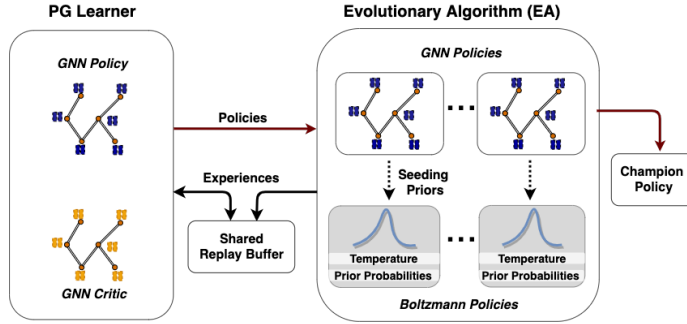 PG Learner
Evolutionary Algorithm (EA)
GNN Policy
GNN Critic
Policies
Experiences
Shared
Replay Buffer
GNN Policies
Seeding
Priors
Temperature
Prior Probabilities
Temperature
Prior Probabilities
Boltzmann Policies
Champion
Policy